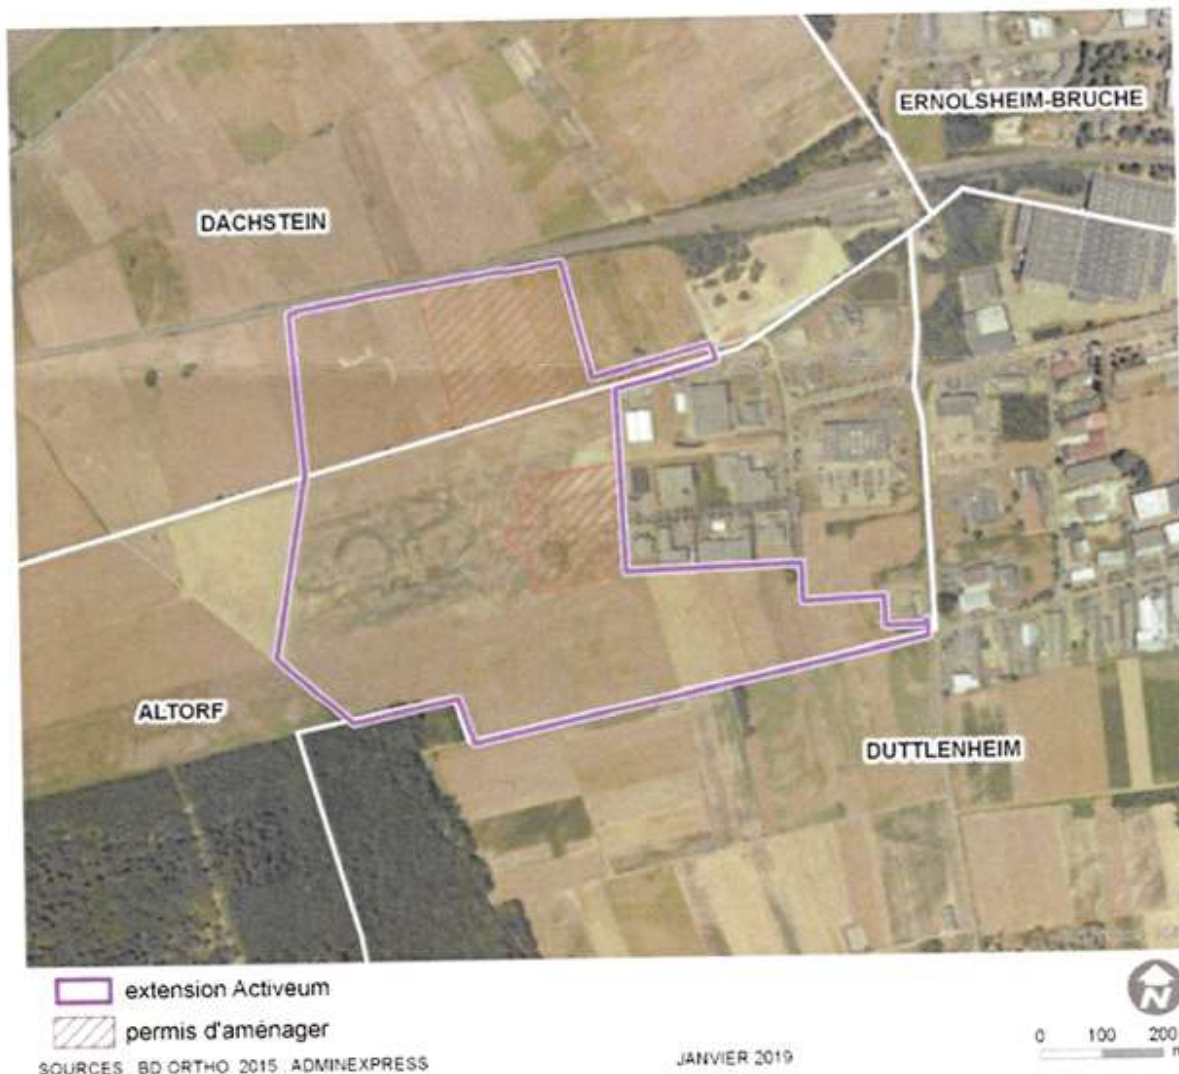 ERNOLSHEIM-BRUCHE
DACHSTEIN
ALTORF
DUTTLENHEIM
extension Activeum
permis d'aménager
N
0 100 200
m
SOURCES BD ORTHO 2015 ADMINEXPRESS
JANVIER 2019